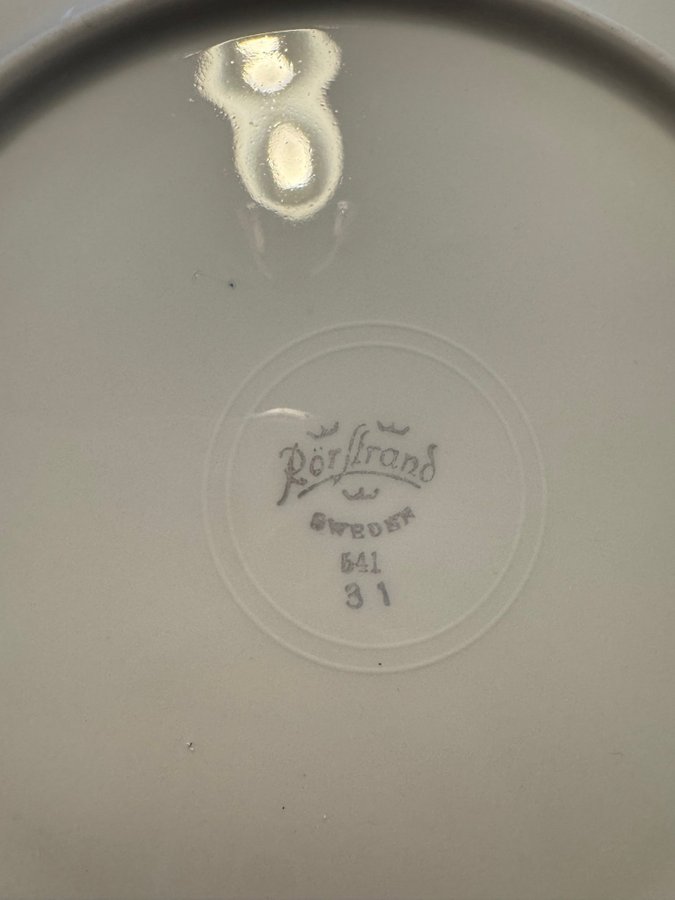 Rörstrand
SWEDEN
541
31